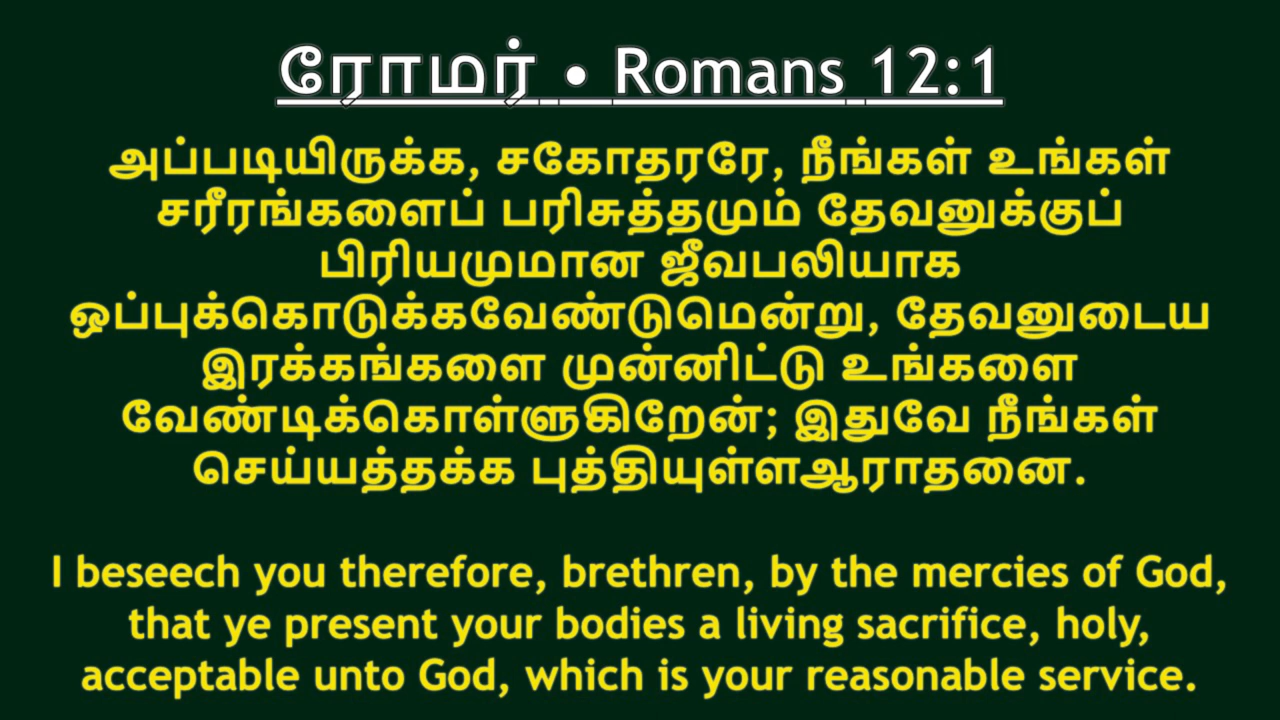 ரோமர் • Romans 12:1
அப்படியிருக்க, சகோதரரே, நீங்கள் உங்கள்
சரீரங்களைப் பரிசுத்தமும் தேவனுக்குப்
பிரியமுமான ஜீவபலியாக
ஒப்புக்கொடுக்கவேண்டுமென்று, தேவனுடைய
இரக்கங்களை முன்னிட்டு உங்களை
வேண்டிக்கொள்ளுகிறேன்; இதுவே நீங்கள்
செய்யத்தக்க புத்தியுள்ளஆராதனை.
I beseech you therefore, brethren, by the mercies of God,
that ye present your bodies a living sacrifice, holy,
acceptable unto God, which is your reasonable service.